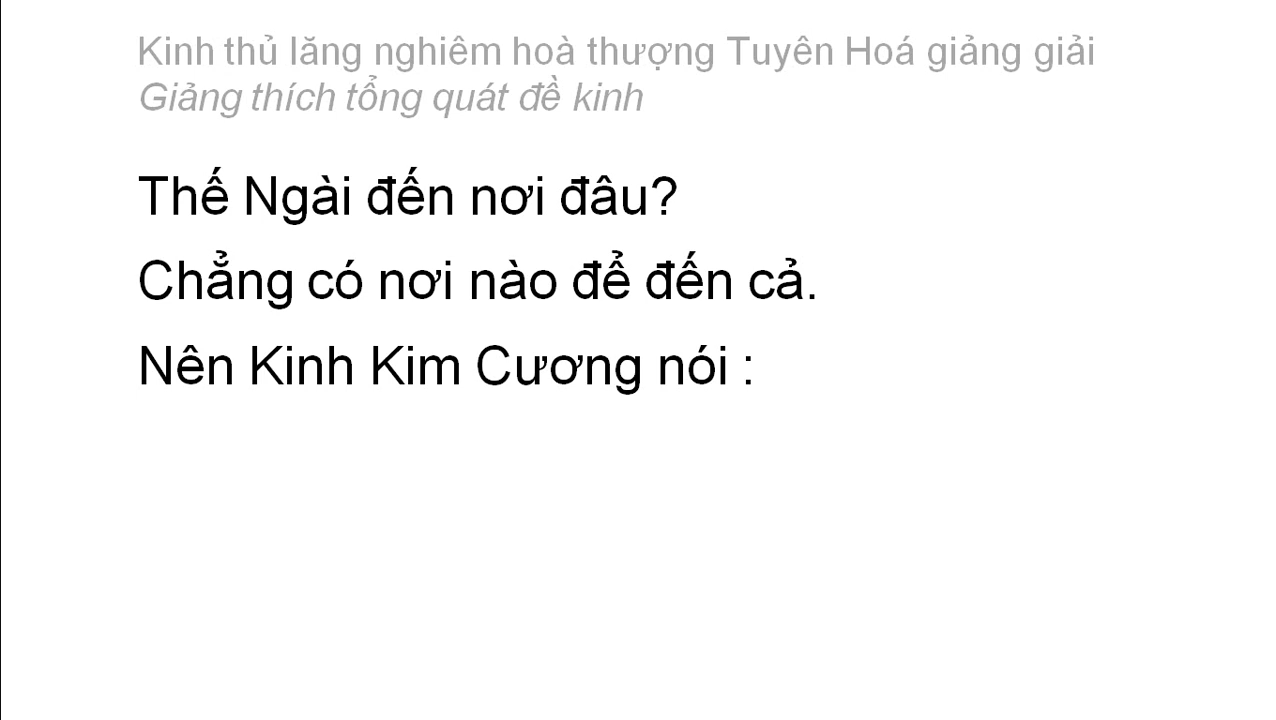 Kinh thủ lăng nghiêm hoà thượng Tuyên Hoá giảng giải
Giảng thích tổng quát đề kinh
Thế Ngài đến nơi đâu?
Chẳng có nơi nào để đến cả.
Nên Kinh Kim Cương nói :